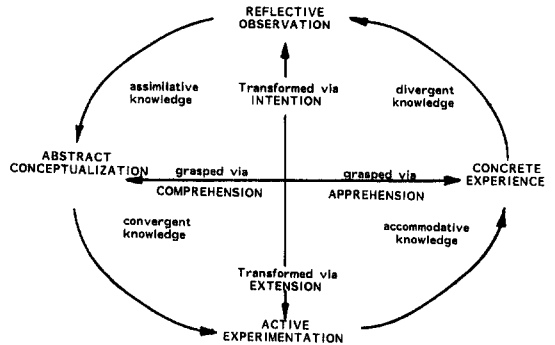 REFLECTIVE
OBSERVATION
assimilative
knowledge
Transformed via
INTENTION
divergent
knowledge
ABSTRACT
CONCEPTUALIZATION
grasped via
COMPREHENSION
grasped via
APPREHENSION
CONCRETE
EXPERIENCE
convergent
knowledge
accommodative
knowledge
Transformed via
EXTENSION
ACTIVE
EXPERIMENTATION